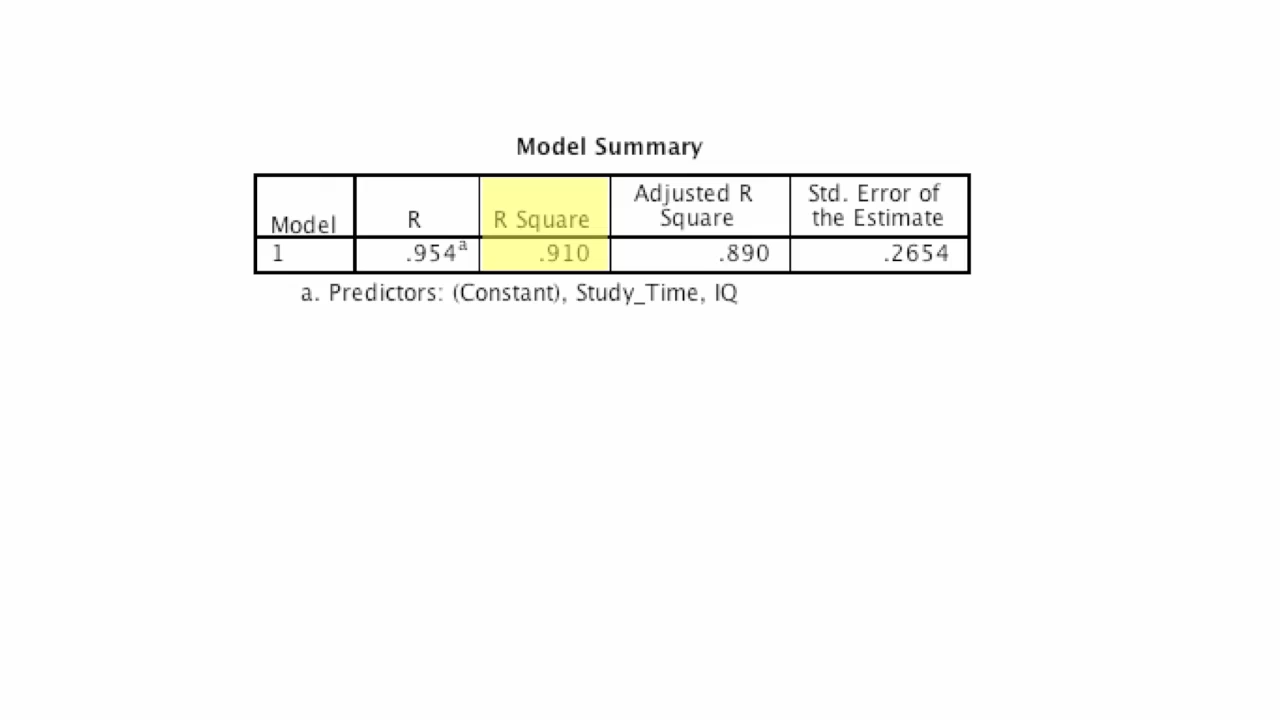 Model Summary
Model R R Square Adjusted R Square Std. Error of the Estimate
1 .954a .910 .890 .2654
a. Predictors: (Constant), Study_Time, IQ